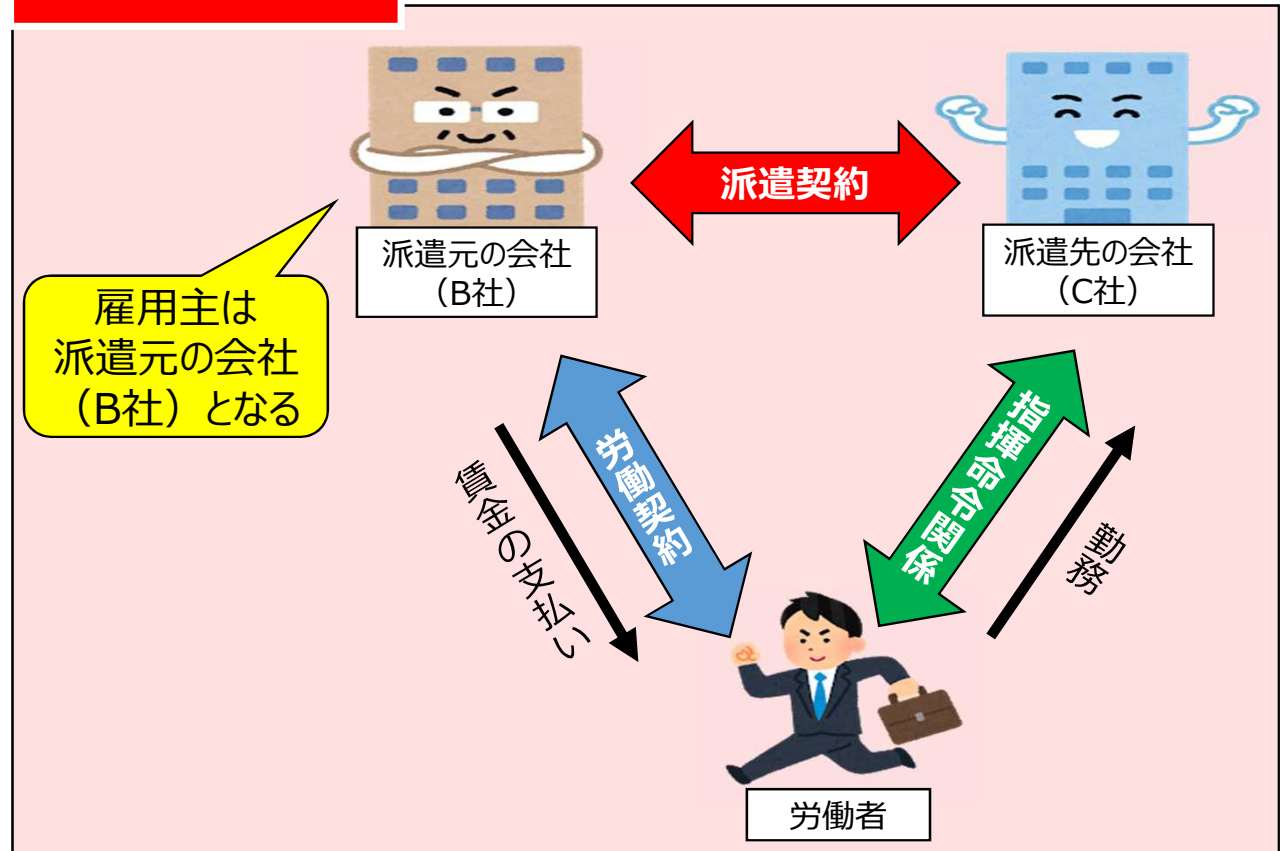 派遣契約
派遣元の会社
（B社）
派遣先の会社
（C社）
雇用主は
派遣元の会社
（B社）となる
賃金の支払い
労働契約
指揮命令関係
勤務
労働者